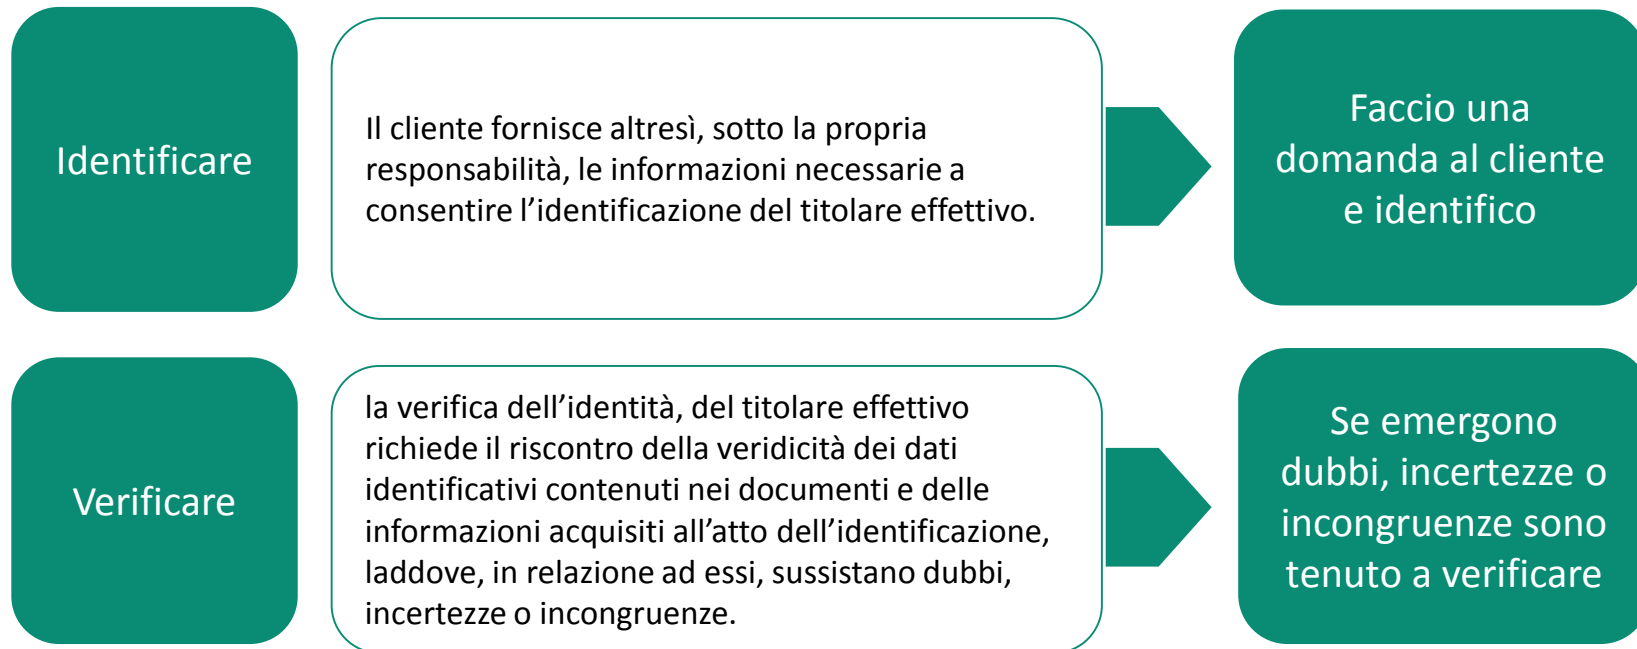 Identificare
Il cliente fornisce altresì, sotto la propria
responsabilità, le informazioni necessarie a
consentire l’identificazione del titolare effettivo.
Faccio una
domanda al cliente
e identifico
Verificare
la verifica dell’identità, del titolare effettivo
richiede il riscontro della veridicità dei dati
identificativi contenuti nei documenti e delle
informazioni acquisiti all’atto dell’identificazione,
laddove, in relazione ad essi, sussistano dubbi,
incertezze o incongruenze.
Se emergono
dubbi, incertezze o
incongruenze sono
tenuto a verificare